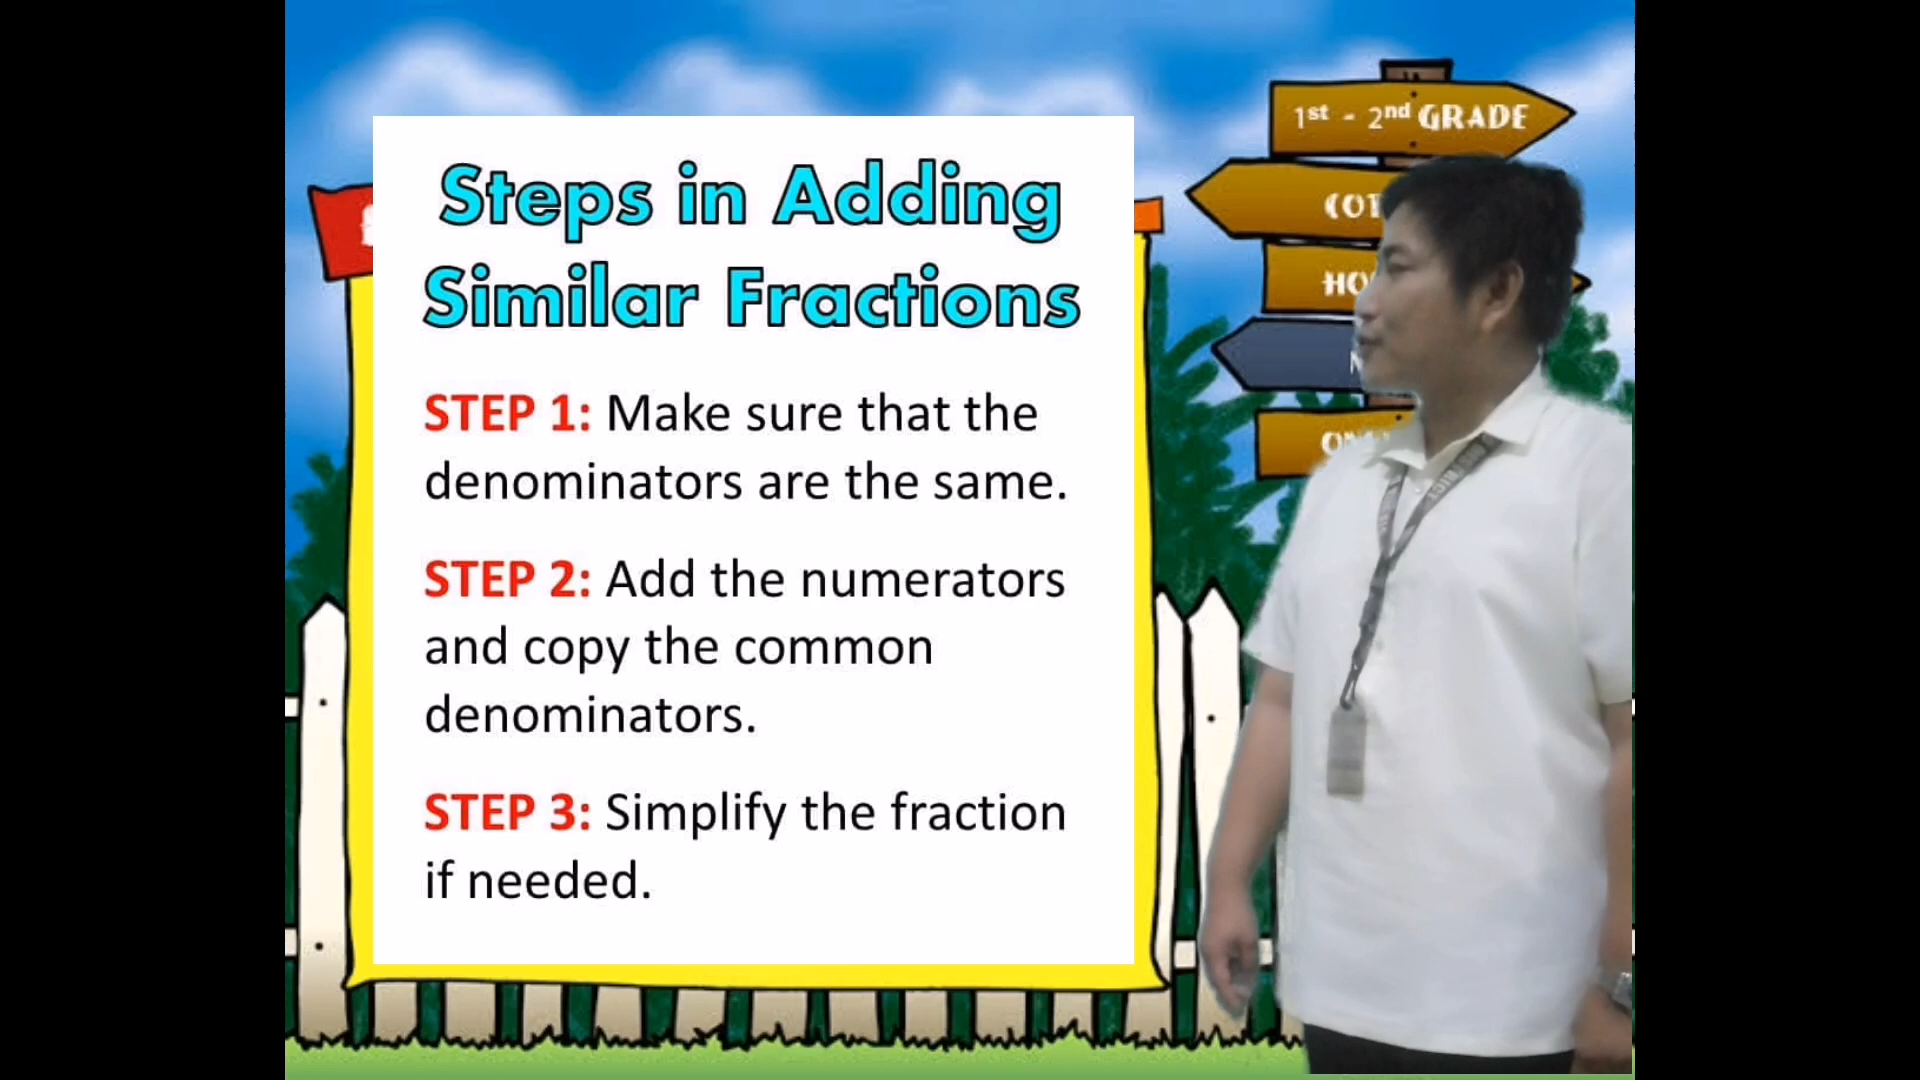 Steps in Adding
Similar Fractions
STEP 1: Make sure that the
denominators are the same.
STEP 2: Add the numerators
and copy the common
denominators.
STEP 3: Simplify the fraction
if needed.
1st - 2nd GRADE